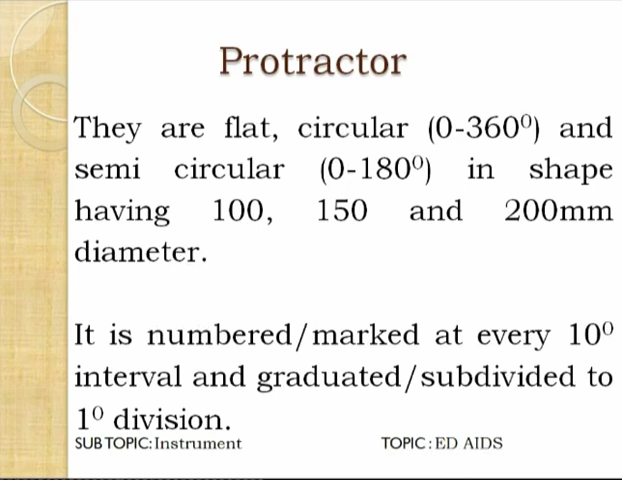 Protractor
They are flat, circular (0-360⁰) and
semi circular (0-180⁰) in shape
having 100, 150 and 200mm
diameter.
It is numbered/marked at every 10⁰
interval and graduated/subdivided to
1⁰ division.
SUB TOPIC: Instrument TOPIC : ED AIDS